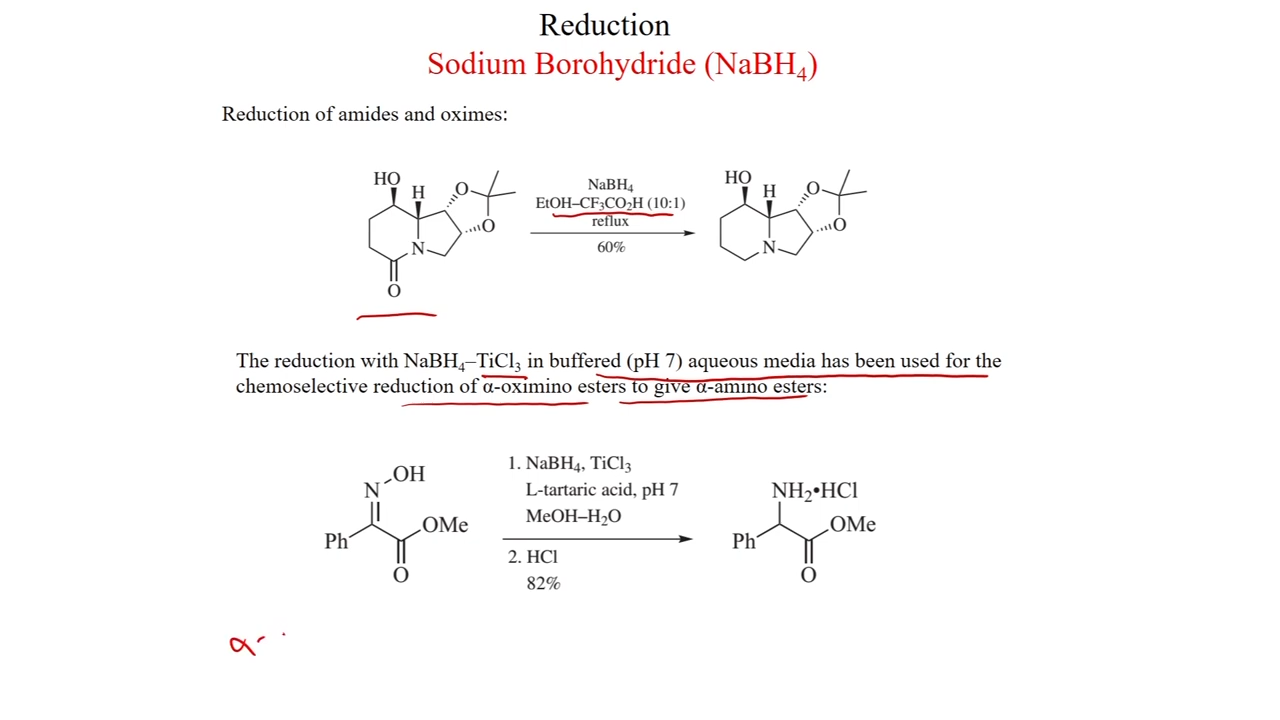 Reduction
Sodium Borohydride (NaBH₄)
Reduction of amides and oximes:
HO
H
O
N
O
O
NaBH₄
EtOH–CF₃CO₂H (10:1)
reflux
60%
HO
H
O
N
O
The reduction with NaBH₄–TiCl₃ in buffered (pH 7) aqueous media has been used for the
chemoselective reduction of α-oximino esters to give α-amino esters:
N
OH
Ph
OMe
O
1. NaBH₄, TiCl₃
L-tartaric acid, pH 7
MeOH–H₂O
2. HCl
82%
NH₂•HCl
Ph
OMe
O
α-